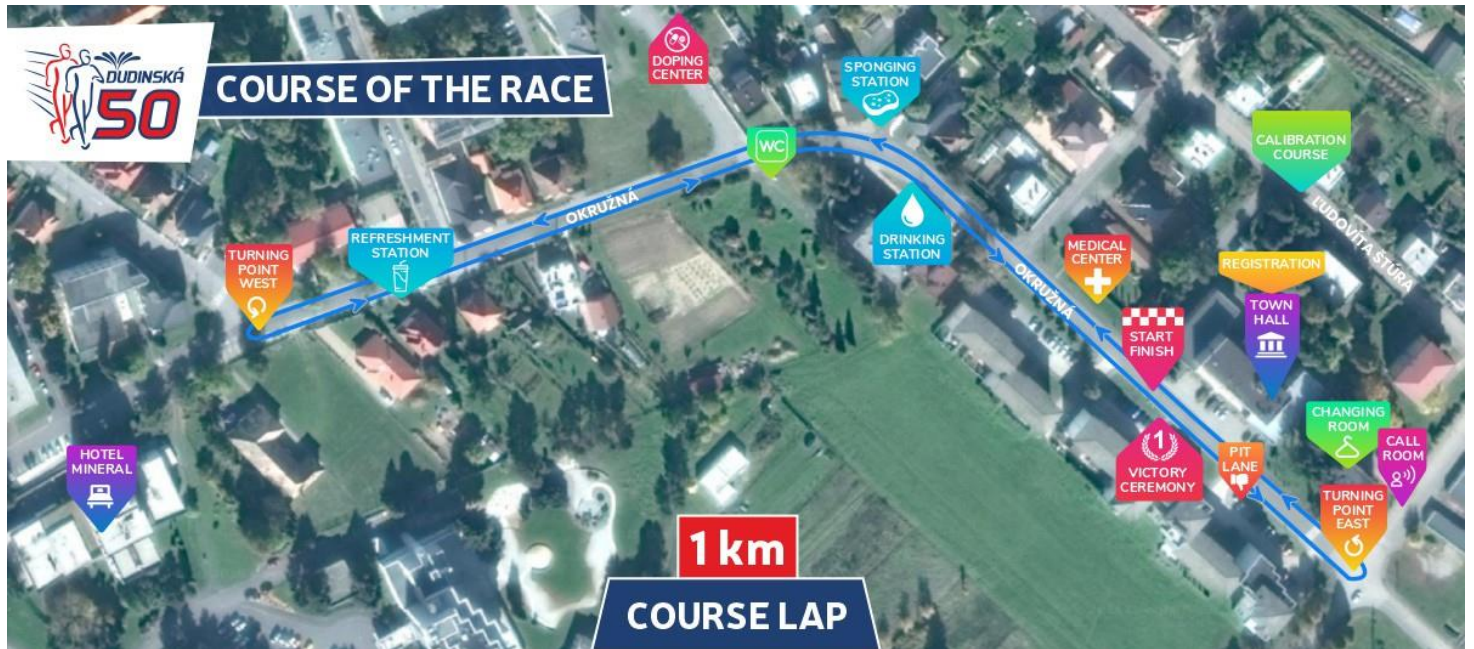 DUDINSKÁ
50
COURSE OF THE RACE
DOPING
CENTER
SPONGING
STATION
WC
CALIBRATION
COURSE
ĽUDOVÍTA ŠTÚRA
OKRUŽNÁ
REFRESHMENT
STATION
TURNING
POINT
WEST
DRINKING
STATION
MEDICAL
CENTER
OKRUŽNÁ
REGISTRATION
TOWN
HALL
START
FINISH
CHANGING
ROOM
CALL
ROOM
HOTEL
MINERAL
1
VICTORY
CEREMONY
PIT
LANE
TURNING
POINT
EAST
1 km
COURSE LAP